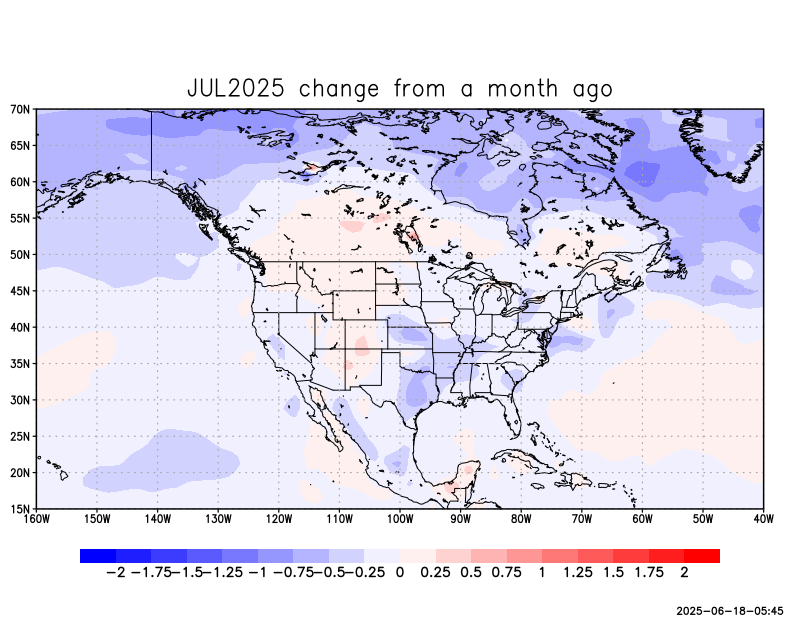 JUL2025 change from a month ago
70N
65N
60N
55N
50N
45N
40N
35N
30N
25N
20N
15N
160W 150W 140W 130W 120W 110W 100W 90W 80W 70W 60W 50W 40W
−2 −1.75 −1.5 −1.25 −1 −0.75 −0.5 −0.25 0 0.25 0.5 0.75 1 1.25 1.5 1.75 2
2025-06-18-05:45